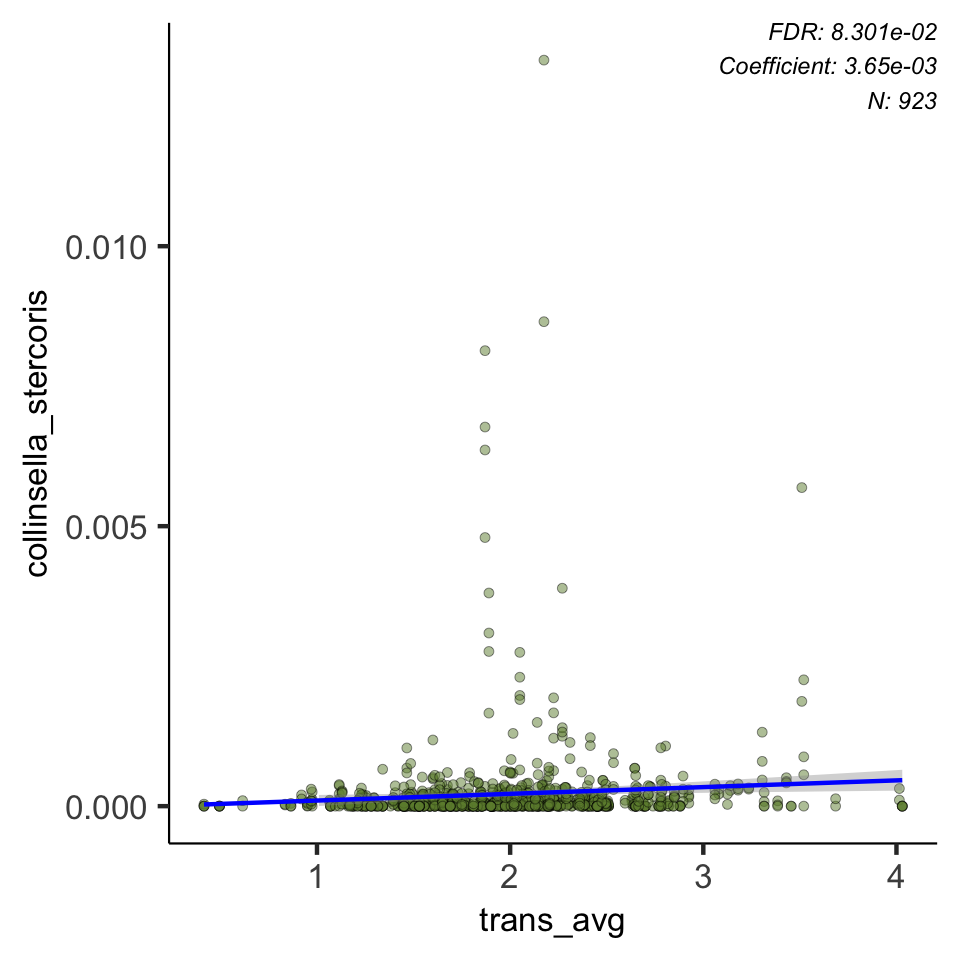 FDR: 8.301e-02
Coefficient: 3.65e-03
N: 923
collinsella_stercoris
0.010
0.005
0.000
1
2
3
4
trans_avg